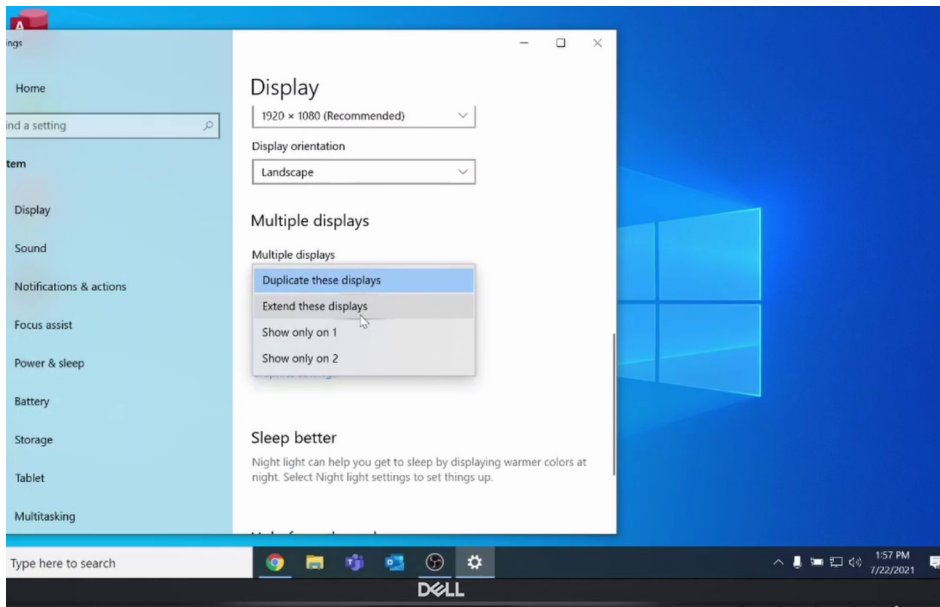 A
ngs
Home
ind a setting
tem
Display
Sound
Notifications & actions
Focus assist
Power & sleep
Battery
Storage
Tablet
Multitasking
Display
1920 × 1080 (Recommended)
Display orientation
Landscape
Multiple displays
Multiple displays
Duplicate these displays
Extend these displays
Show only on 1
Show only on 2
Sleep better
Night light can help you get to sleep by displaying warmer colors at
night. Select Night light settings to set things up.
Type here to search
1:57 PM
7/22/2021
DELL